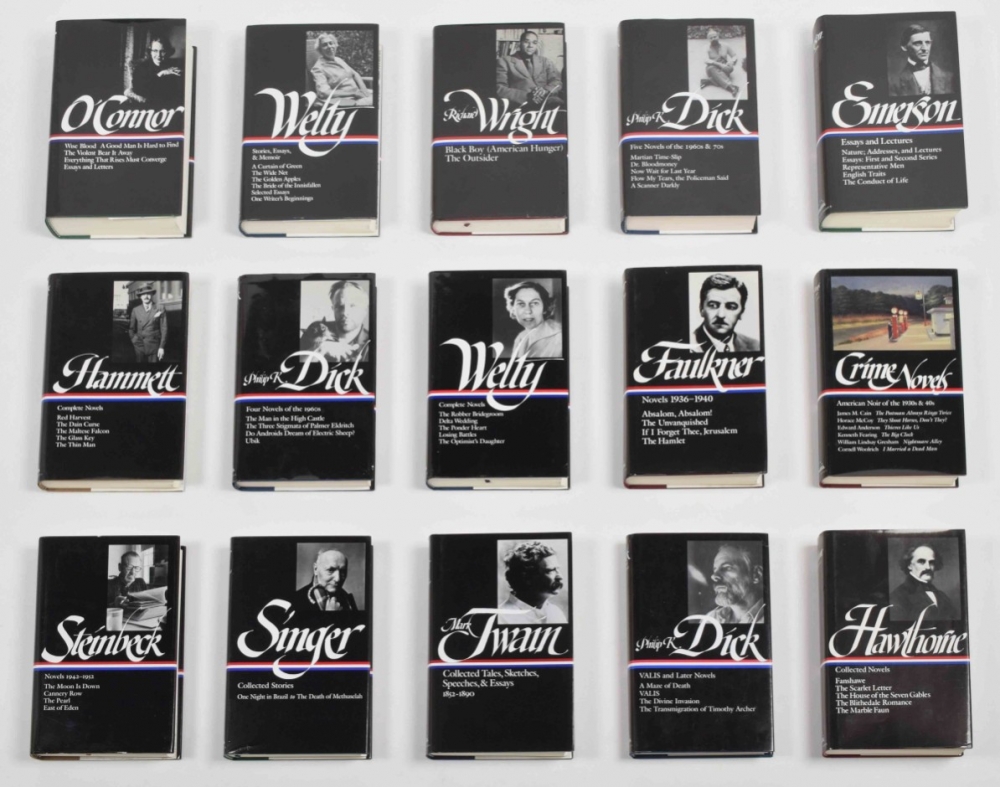 O'Connor
Wise Blood A Good Man Is Hard to Find
The Violent Bear It Away
Everything That Rises Must Converge
Essays and Letters
Welty
Stories, Essays,
& Memoir
A Curtain of Green
The Wide Net
The Golden Apples
The Bride of the Innisfallen
Selected Essays
One Writer's Beginnings
Richard Wright
Black Boy (American Hunger)
The Outsider
Philip K. Dick
Five Novels of the 1960s & 70s
Martian Time-Slip
Dr. Bloodmoney
Now Wait for Last Year
Flow My Tears, the Policeman Said
A Scanner Darkly
Emerson
Essays and Lectures
Nature; Addresses, and Lectures
Essays: First and Second Series
Representative Men
English Traits
The Conduct of Life
Hammett
Complete Novels
Red Harvest
The Dain Curse
The Maltese Falcon
The Glass Key
The Thin Man
Philip K. Dick
Four Novels of the 1960s
The Man in the High Castle
The Three Stigmata of Palmer Eldritch
Do Androids Dream of Electric Sheep?
Ubik
Welty
Complete Novels
The Robber Bridegroom
Delta Wedding
The Ponder Heart
Losing Battles
The Optimist's Daughter
Faulkner
Novels 1936-1940
Absalom, Absalom!
The Unvanquished
If I Forget Thee, Jerusalem
The Hamlet
Crime Novels
American Noir of the 1930s & 40s
James M. Cain The Postman Always Rings Twice
Horace McCoy They Shoot Horses, Don't They?
Edward Anderson Thieves Like Us
Kenneth Fearing The Big Clock
William Lindsay Gresham Nightmare Alley
Cornell Woolrich I Married a Dead Man
Steinbeck
Novels 1942-1952
The Moon Is Down
Cannery Row
The Pearl
East of Eden
Singer
Collected Stories
One Night in Brazil to The Death of Methuselah
Mark Twain
Collected Tales, Sketches,
Speeches, & Essays
1852-1890
Philip K. Dick
VALIS and Later Novels
A Maze of Death
VALIS
The Divine Invasion
The Transmigration of Timothy Archer
Hawthorne
Collected Novels
Fanshawe
The Scarlet Letter
The House of the Seven Gables
The Blithedale Romance
The Marble Faun